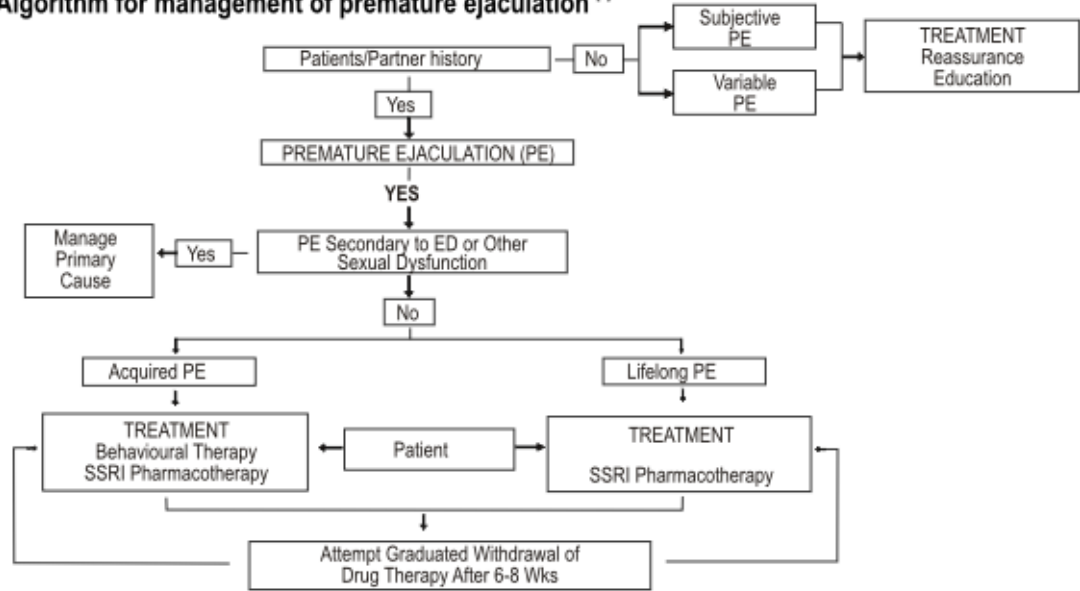 Algorithm for management of premature ejaculation
Patients/Partner history
No
Subjective
PE
Variable
PE
TREATMENT
Reassurance
Education
Yes
PREMATURE EJACULATION (PE)
YES
PE Secondary to ED or Other
Sexual Dysfunction
Yes
Manage
Primary
Cause
No
Acquired PE
Lifelong PE
TREATMENT
Behavioural Therapy
SSRI Pharmacotherapy
Patient
TREATMENT
SSRI Pharmacotherapy
Attempt Graduated Withdrawal of
Drug Therapy After 6-8 Wks